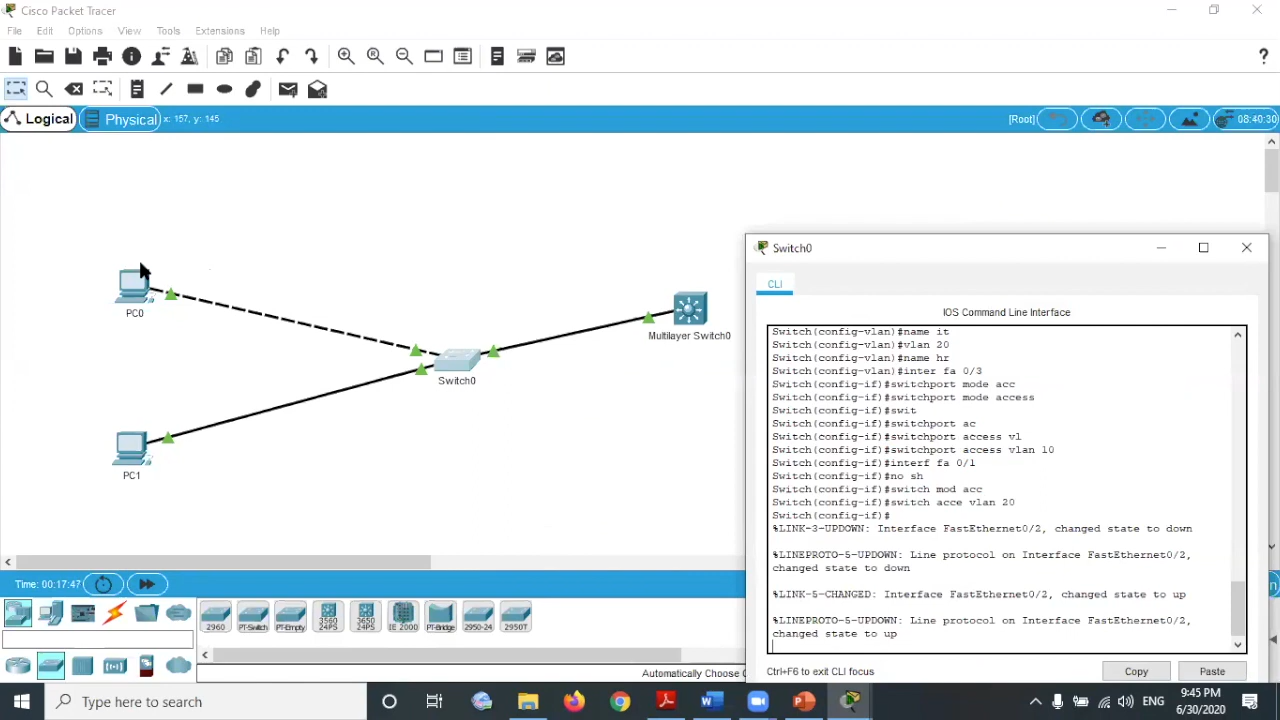 Cisco Packet Tracer
File Edit Options View Tools Extensions Help
?
Logical
Physical
x: 157, y: 145
[Root]
08:40:30
PC0
Switch0
Multilayer Switch0
PC1
Switch0
CLI
IOS Command Line Interface
Switch(config-vlan)#name it
Switch(config-vlan)#vlan 20
Switch(config-vlan)#name hr
Switch(config-vlan)#inter fa 0/3
Switch(config-if)#switchport mode acc
Switch(config-if)#switchport mode access
Switch(config-if)#swit
Switch(config-if)#switchport ac
Switch(config-if)#switchport access vl
Switch(config-if)#switchport access vlan 10
Switch(config-if)#interf fa 0/1
Switch(config-if)#no sh
Switch(config-if)#switch mod acc
Switch(config-if)#switch acce vlan 20
Switch(config-if)#
%LINK-3-UPDOWN: Interface FastEthernet0/2, changed state to down
%LINEPROTO-5-UPDOWN: Line protocol on Interface FastEthernet0/2,
changed state to down
%LINK-5-CHANGED: Interface FastEthernet0/2, changed state to up
%LINEPROTO-5-UPDOWN: Line protocol on Interface FastEthernet0/2,
changed state to up
Ctrl+F6 to exit CLI focus
Copy
Paste
Time: 00:17:47
2960 PT-Switch PT-Empty 3560 24PS 3650 24PS IE 2000 PT-Bridge 2950-24 2950T
Automatically Choose
Type here to search
ENG
9:45 PM
6/30/2020